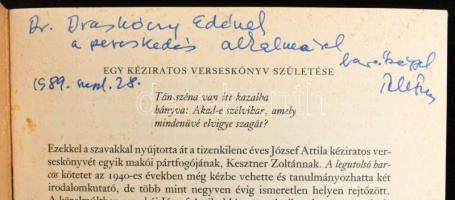 Dr. Draskóczy Edének
a pereskedés alkalmából
barátsággal
1989. szept. 28.
EGY KÉZIRATOS VERSESKÖNYV SZÜLETÉSE
Tán széna van itt kazalba
hányva: Akad-e szélvihar, amely
mindenüvé elvigye szagát?
Ezekkel a szavakkal nyújtotta át a tizenkilenc éves József Attila kéziratos ver-
seskönyvét egyik makói pártfogójának, Kesztner Zoltánnak. A legutolsó har-
cos kötetet az 1940-es években még kézbe vehette és tanulmányozhatta két
irodalomkutató, de több mint negyven évig ismeretlen helyen rejtőzött.